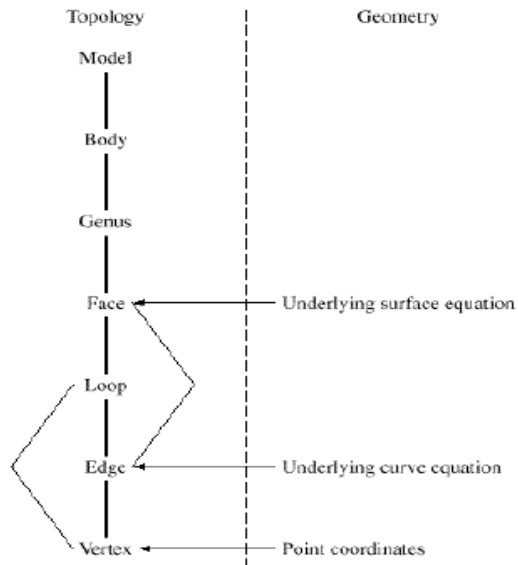 Topology Geometry
Model
Body
Genus
Face Underlying surface equation
Loop
Edge Underlying curve equation
Vertex Point coordinates